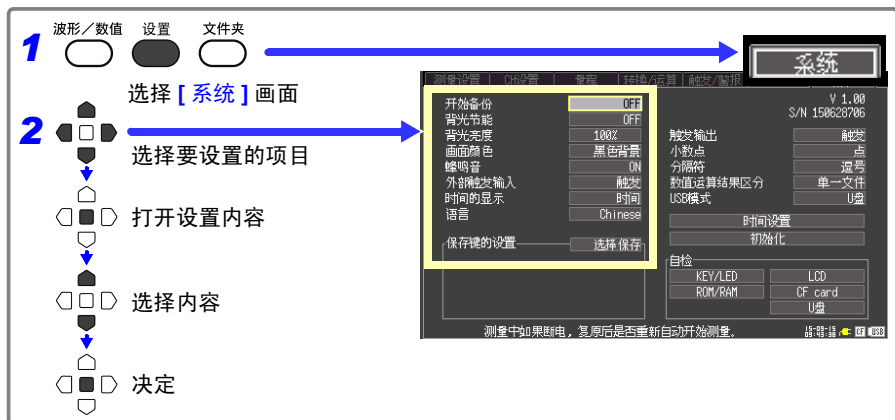 波形／数值 设置 文件夹
1
系统
选择 [ 系统 ] 画面
2
选择要设置的项目
打开设置内容
选择内容
决定
测量设置 CH设置 量程 转换/运算 触发/警报
开始备份 OFF
背光节能 OFF
背光亮度 100%
画面颜色 黑色背景
蜂鸣音 ON
外部触发输入 触发
时间的显示 时间
语言 Chinese
保存键的设置 选择保存
V 1.00
S/N 150628706
触发输出 触发
小数点 点
分隔符 逗号
数值运算结果区分 单一文件
USB模式 U盘
时间设置
初始化
自检
KEY/LED LCD
ROM/RAM CF card
U盘
测量中如果断电，复原后是否重新自动开始测量。
CF USB